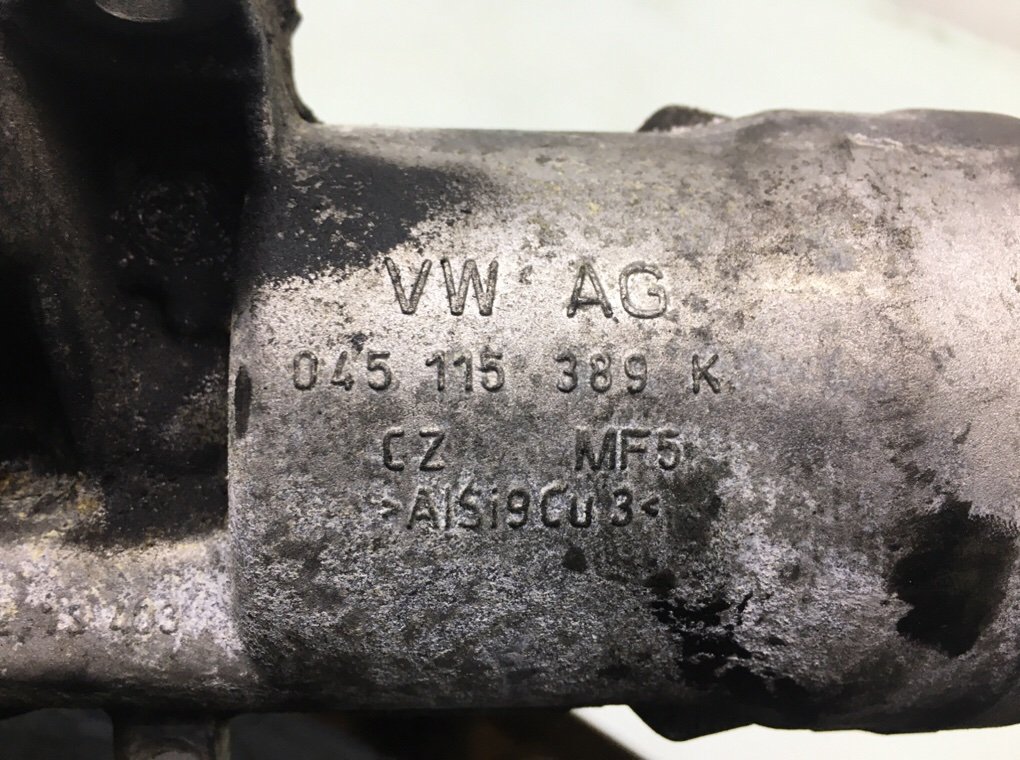 VW AG
045 115 389 K
CZ MF5
>AlSi9Cu3<